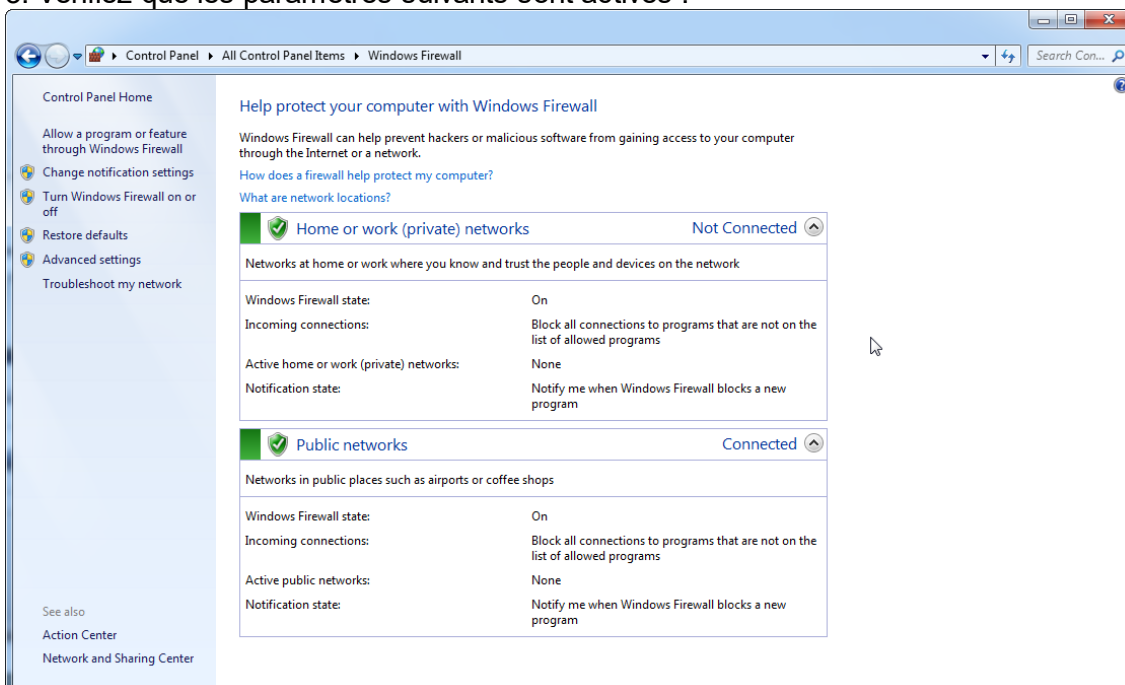 Control Panel ▸ All Control Panel Items ▸ Windows Firewall
Search Con...
Control Panel Home
Allow a program or feature
through Windows Firewall
Change notification settings
Turn Windows Firewall on or
off
Restore defaults
Advanced settings
Troubleshoot my network
See also
Action Center
Network and Sharing Center
Help protect your computer with Windows Firewall
Windows Firewall can help prevent hackers or malicious software from gaining access to your computer
through the Internet or a network.
How does a firewall help protect my computer?
What are network locations?
Home or work (private) networks Not Connected
Networks at home or work where you know and trust the people and devices on the network
Windows Firewall state: On
Incoming connections: Block all connections to programs that are not on the
list of allowed programs
Active home or work (private) networks: None
Notification state: Notify me when Windows Firewall blocks a new
program
Public networks Connected
Networks in public places such as airports or coffee shops
Windows Firewall state: On
Incoming connections: Block all connections to programs that are not on the
list of allowed programs
Active public networks: None
Notification state: Notify me when Windows Firewall blocks a new
program